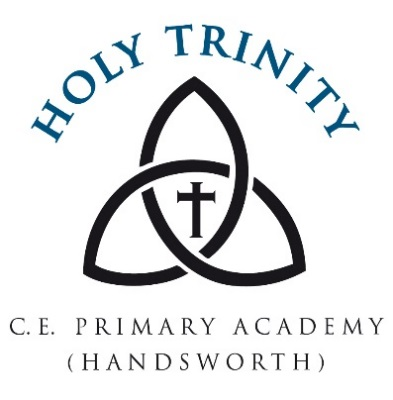 HOLY TRINITY
C.E. PRIMARY ACADEMY
(HANDSWORTH)